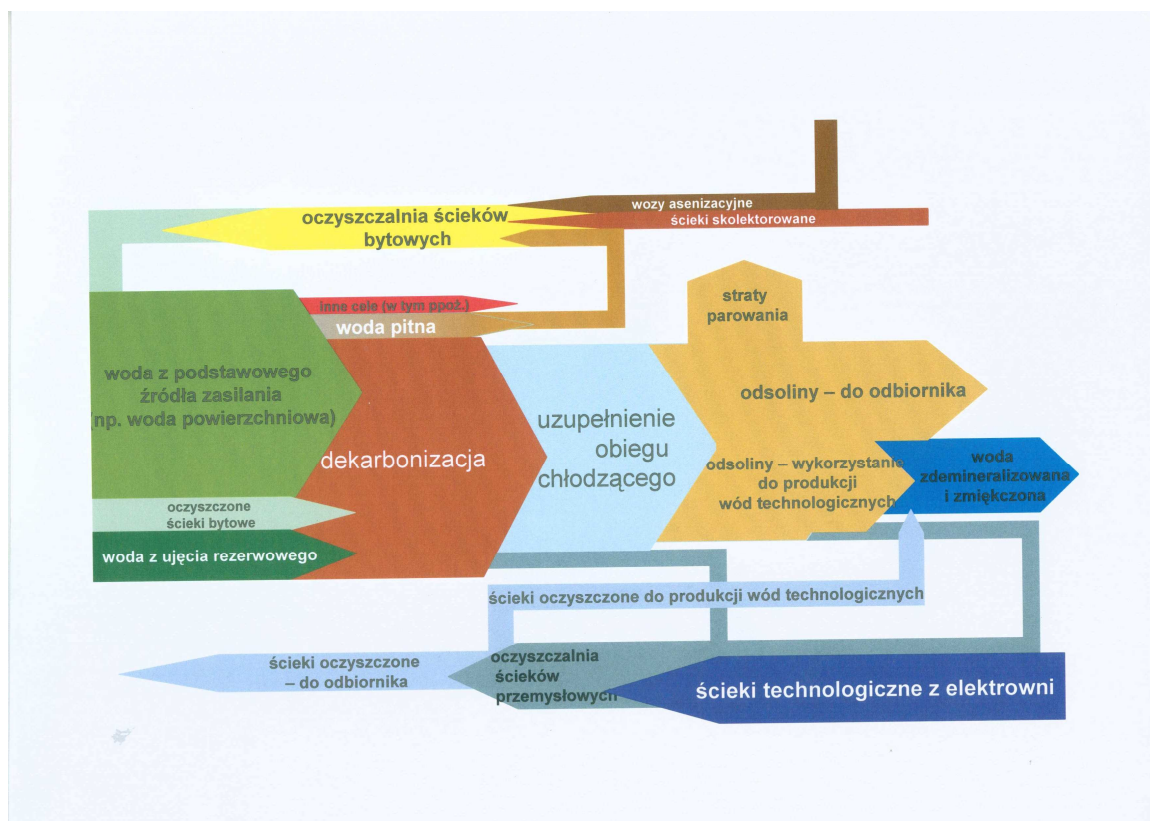 wozy asenizacyjne
ścieki skolektorowane
oczyszczalnia ścieków
bytowych
inne cele (w tym ppoż.)
woda pitna
straty
parowania
woda z podstawowego
źródła zasilania
(np. woda powierzchniowa)
dekarbonizacja
uzupełnienie
obiegu
chłodzącego
odsoliny – do odbiornika
odsoliny – wykorzystanie
do produkcji
wód technologicznych
woda
zdemineralizowana
i zmiękczona
oczyszczone
ścieki bytowe
woda z ujęcia rezerwowego
ścieki oczyszczone do produkcji wód technologicznych
ścieki oczyszczone
– do odbiornika
oczyszczalnia
ścieków
przemysłowych
ścieki technologiczne z elektrowni